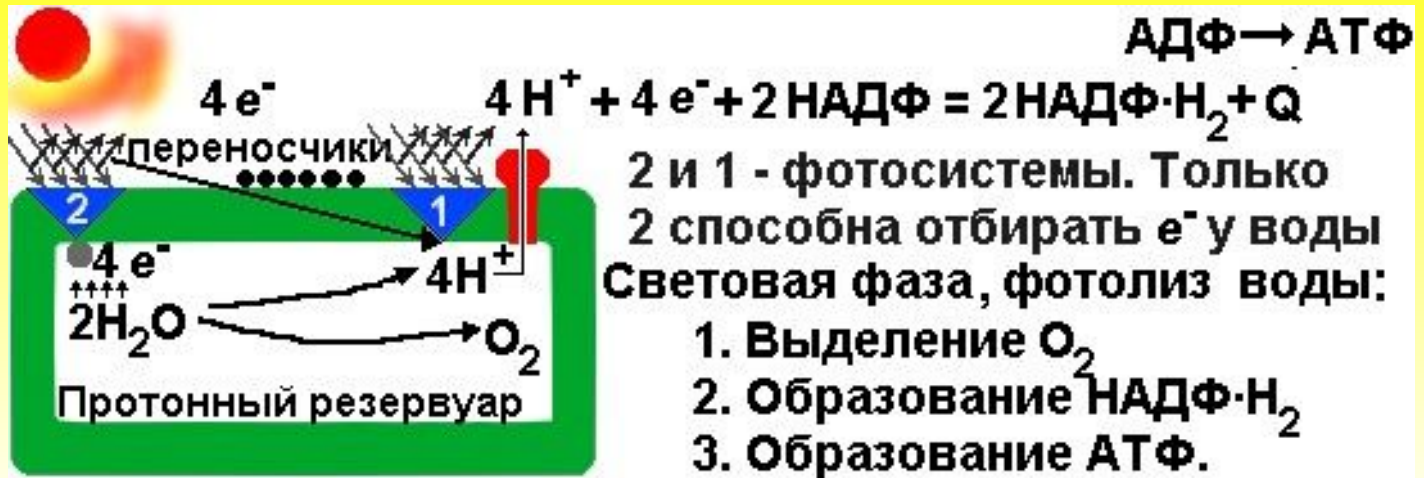 АДФ→ АТФ
4 e⁻
4 H⁺ + 4 e⁻+ 2 НАДФ = 2 НАДФ·H₂+ Q
переносчики
2 и 1 - фотосистемы. Только
2
1
2 способна отбирать e⁻ у воды
4 e⁻
4H⁺
Световая фаза, фотолиз воды:
2H₂O
O₂
1. Выделение O₂
Протонный резервуар
2. Образование НАДФ·H₂
3. Образование АТФ.